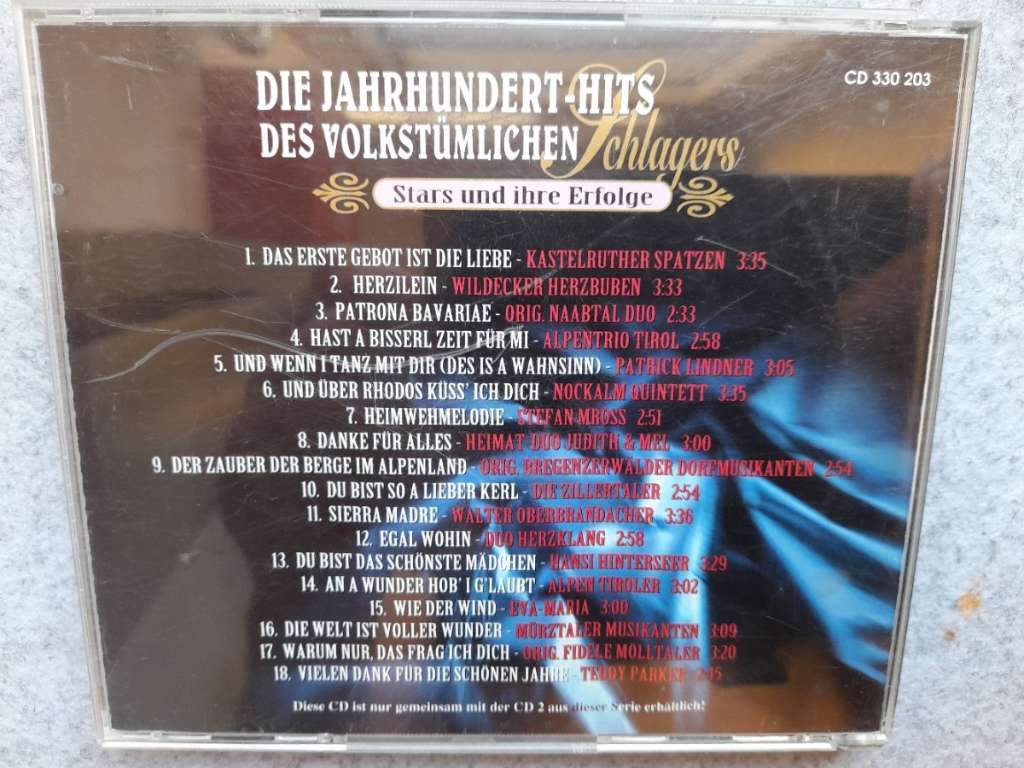 CD 330 203
DIE JAHRHUNDERT-HITS
DES VOLKSTÜMLICHEN Schlagers
Stars und ihre Erfolge
1. DAS ERSTE GEBOT IST DIE LIEBE - KASTELRUTHER SPATZEN 3:35
2. HERZILEIN - WILDECKER HERZBUBEN 3:33
3. PATRONA BAVARIAE - ORIG. NAABTAL DUO 2:33
4. HAST A BISSERL ZEIT FÜR MI - ALPENTRIO TIROL 2:58
5. UND WENN I TANZ MIT DIR (DES IS A WAHNSINN) - PATRICK LINDNER 3:05
6. UND ÜBER RHODOS KÜSS' ICH DICH - NOCKALM QUINTETT 3:35
7. HEIMWEHMELODIE - STEFAN MROSS 2:51
8. DANKE FÜR ALLES - HEIMAT DUO JUDITH & MEL 3:00
9. DER ZAUBER DER BERGE IM ALPENLAND - ORIG. BREGENZERWÄLDER DORFMUSIKANTEN 2:54
10. DU BIST SO A LIEBER KERL - DIE ZILLERTALER 2:54
11. SIERRA MADRE - WALTER OBERBRANDACHER 3:36
12. EGAL WOHIN - DUO HERZKLANG 2:58
13. DU BIST DAS SCHÖNSTE MÄDCHEN - HANSI HINTERSEER 3:29
14. AN A WUNDER HOB' I G'LAUBT - ALPEN TIROLER 3:02
15. WIE DER WIND - EVA-MARIA 3:00
16. DIE WELT IST VOLLER WUNDER - MÜRZTALER MUSIKANTEN 3:09
17. WARUM NUR, DAS FRAG ICH DICH - ORIG. FIDELE MÖLLTALER 3:20
18. VIELEN DANK FÜR DIE SCHÖNEN JAHRE - TEDDY PARKER
Diese CD ist nur gemeinsam mit der CD 2 aus dieser Serie erhältlich!